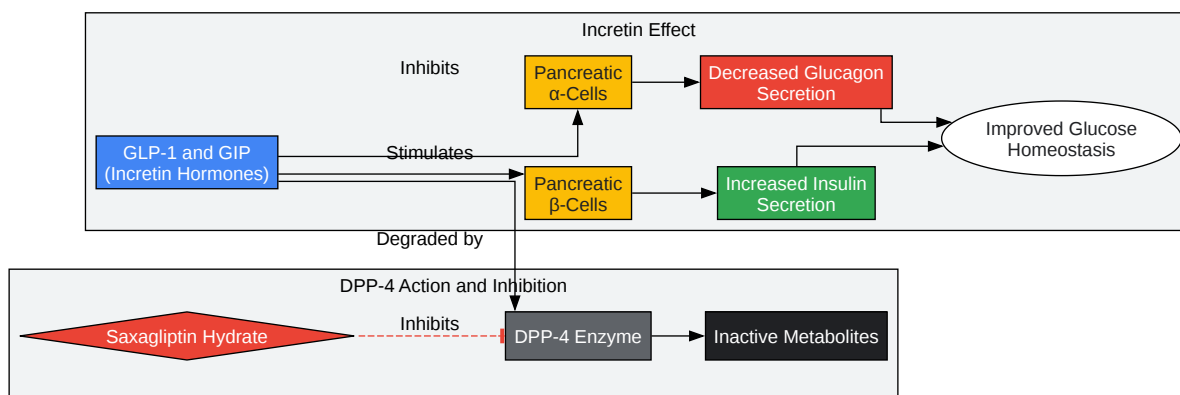 Incretin Effect
Inhibits
Pancreatic
α-Cells
Decreased Glucagon
Secretion
Improved Glucose
Homeostasis
GLP-1 and GIP
(Incretin Hormones)
Stimulates
Pancreatic
β-Cells
Increased Insulin
Secretion
Degraded by
DPP-4 Action and Inhibition
Saxagliptin Hydrate
Inhibits
DPP-4 Enzyme
Inactive Metabolites